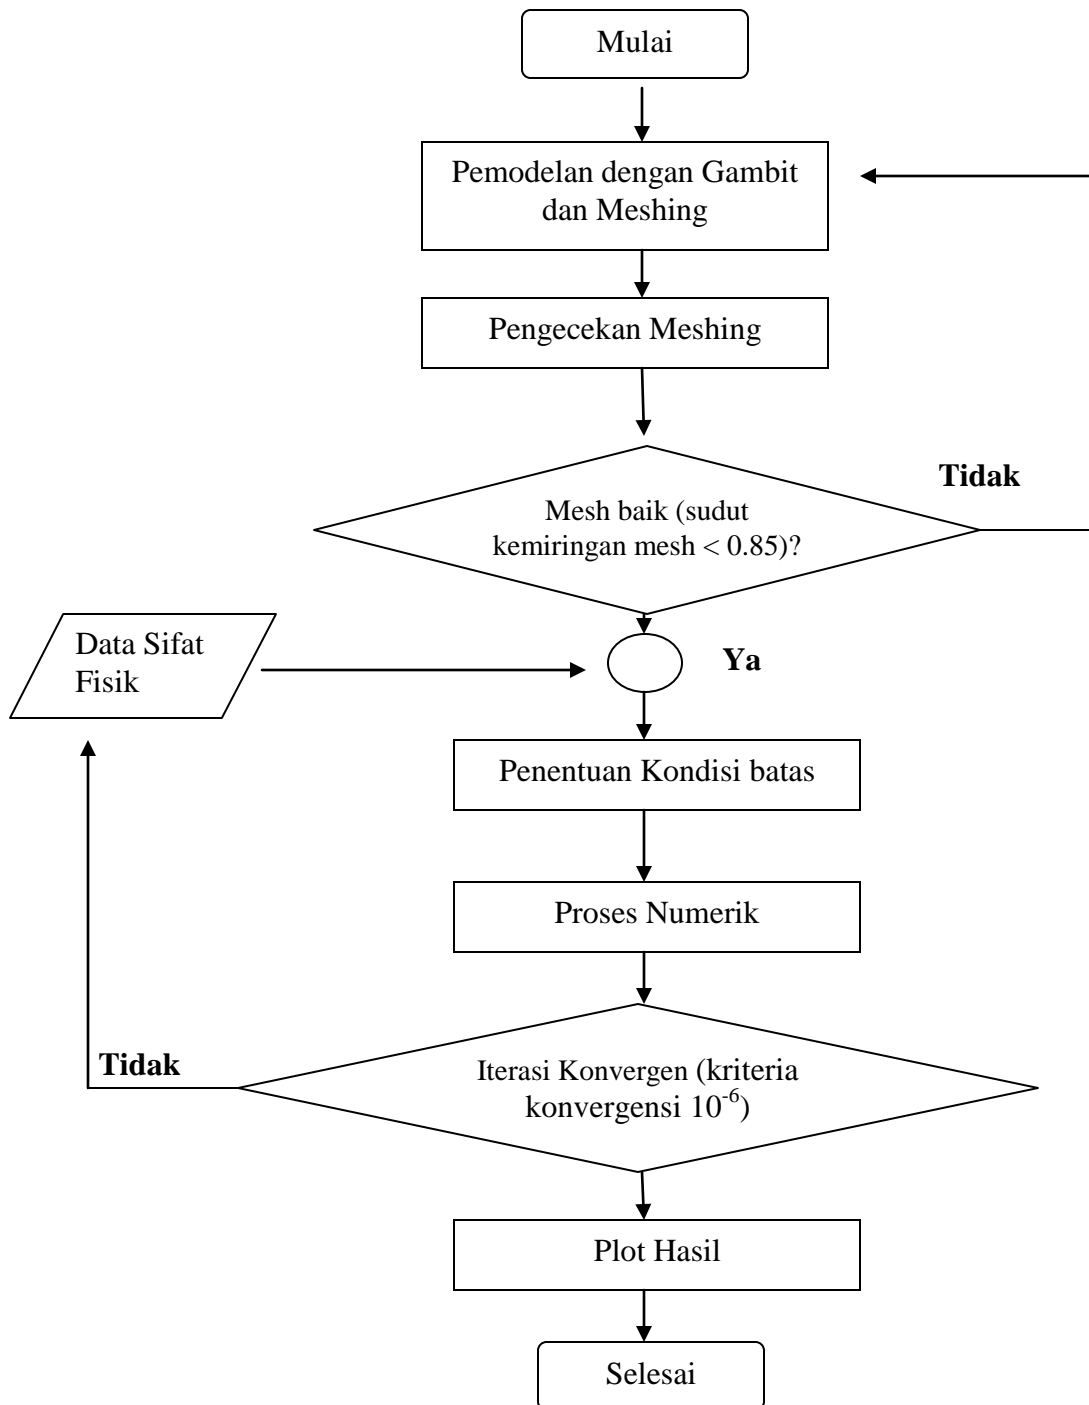 Mulai
Pemodelan dengan Gambit
dan Meshing
Pengecekan Meshing
Tidak
Mesh baik (sudut
kemiringan mesh < 0.85)?
Data Sifat
Fisik
Ya
Penentuan Kondisi batas
Proses Numerik
Tidak
Iterasi Konvergen (kriteria
konvergensi 10⁻⁶)
Plot Hasil
Selesai